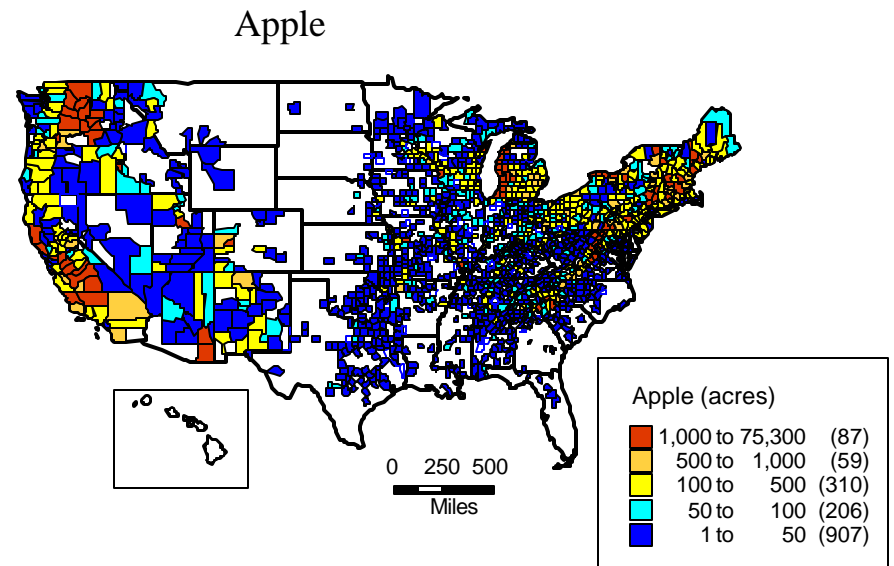 Apple
Apple (acres)
1,000 to 75,300 (87)
500 to 1,000 (59)
100 to 500 (310)
50 to 100 (206)
1 to 50 (907)
0 250 500
Miles